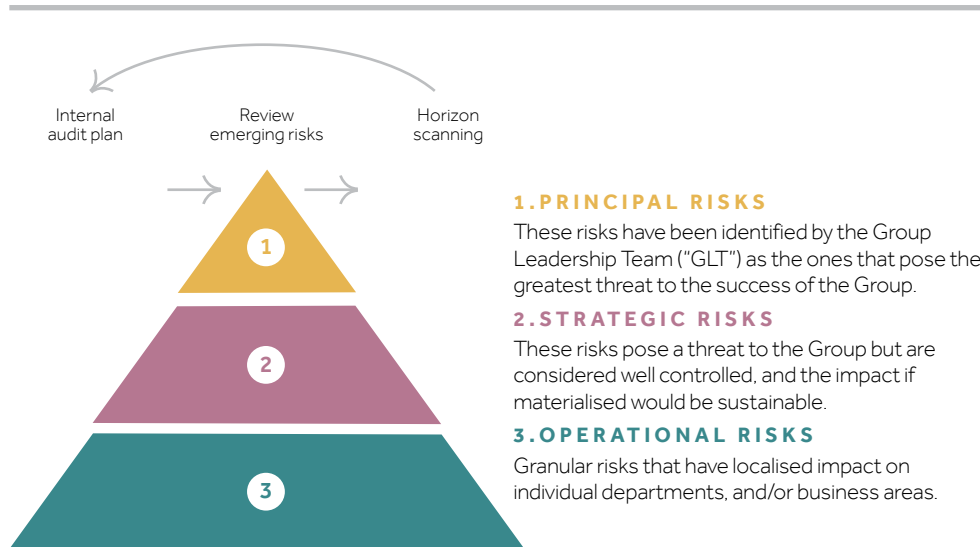 Internal
audit plan
Review
emerging risks
Horizon
scanning
1
2
3
1.PRINCIPAL RISKS
These risks have been identified by the Group
Leadership Team (“GLT”) as the ones that pose the
greatest threat to the success of the Group.
2.STRATEGIC RISKS
These risks pose a threat to the Group but are
considered well controlled, and the impact if
materialised would be sustainable.
3.OPERATIONAL RISKS
Granular risks that have localised impact on
individual departments, and/or business areas.